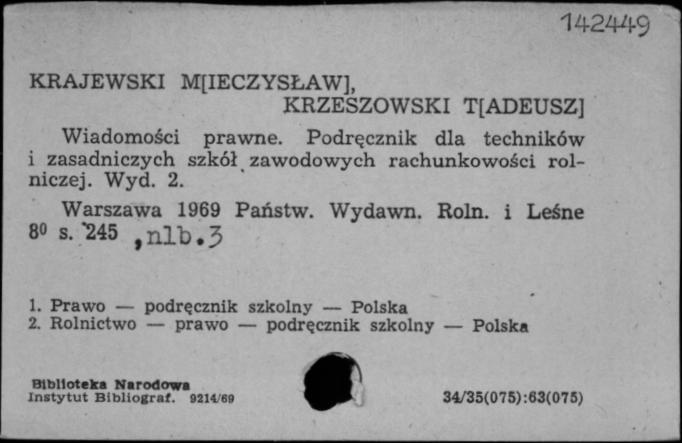 142449
KRAJEWSKI M[IECZYSŁAW],
KRZESZOWSKI T[ADEUSZ]
Wiadomości prawne. Podręcznik dla techników
i zasadniczych szkół zawodowych rachunkowości rol-
niczej. Wyd. 2.
Warszawa 1969 Państw. Wydawn. Roln. i Leśne
8⁰ s. 245 ,nlb.3
1. Prawo — podręcznik szkolny — Polska
2. Rolnictwo — prawo — podręcznik szkolny — Polska
Biblioteka Narodowa
Instytut Bibliograf. 9214/69
34/35(075):63(075)